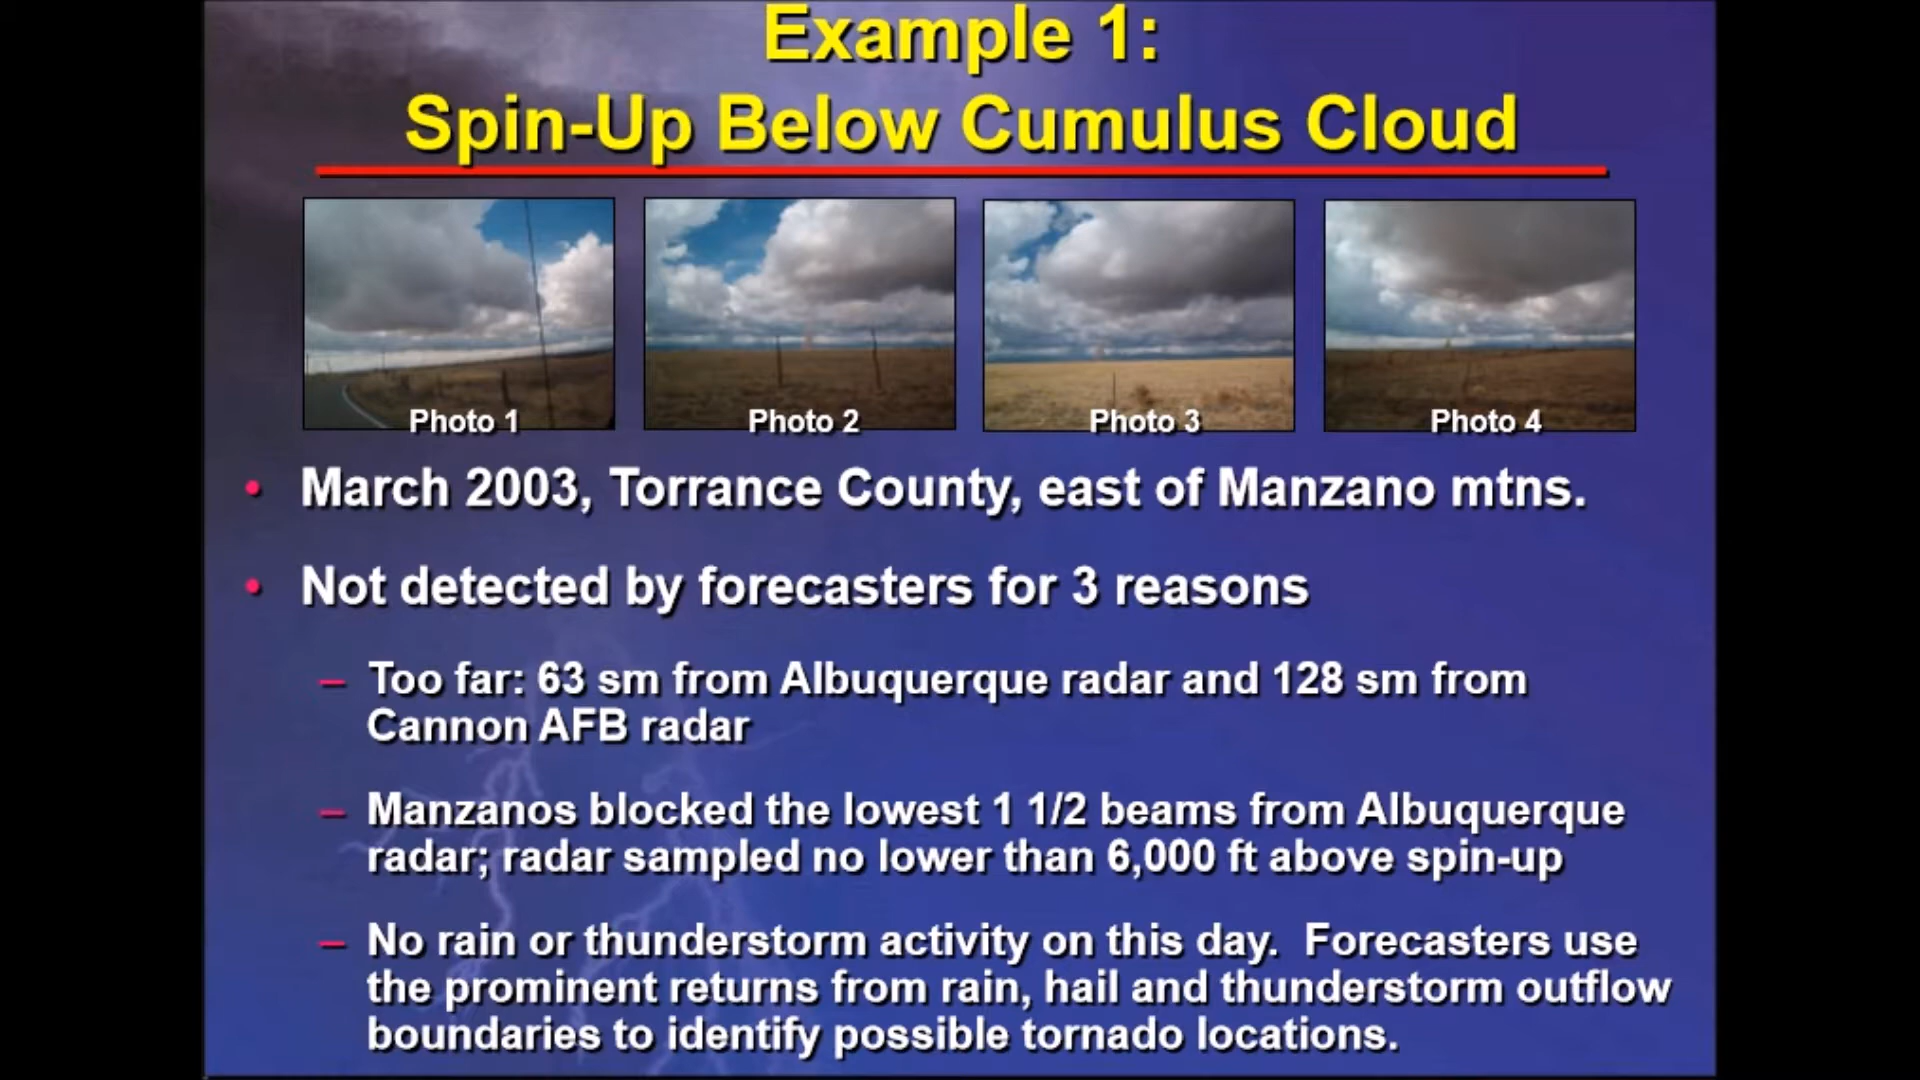 Example 1:
Spin-Up Below Cumulus Cloud
Photo 1
Photo 2
Photo 3
Photo 4
• March 2003, Torrance County, east of Manzano mtns.
• Not detected by forecasters for 3 reasons
– Too far: 63 sm from Albuquerque radar and 128 sm from
Cannon AFB radar
– Manzanos blocked the lowest 1 1/2 beams from Albuquerque
radar; radar sampled no lower than 6,000 ft above spin-up
– No rain or thunderstorm activity on this day. Forecasters use
the prominent returns from rain, hail and thunderstorm outflow
boundaries to identify possible tornado locations.